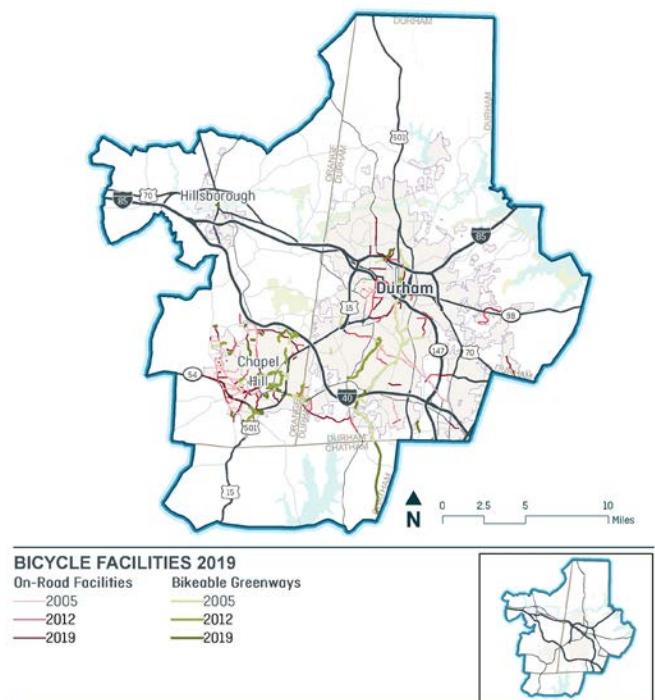 DURHAM
501
DURHAM
ORANGE
DURHAM
85
70
Hillsborough
85
Durham
15
98
147
70
Chapel
Hill
54
40
501
ORANGE
DURHAM
DURHAM
CHATHAM
15
N
0 2.5 5 10
Miles
BICYCLE FACILITIES 2019
On-Road Facilities Bikeable Greenways
2005 2005
2012 2012
2019 2019